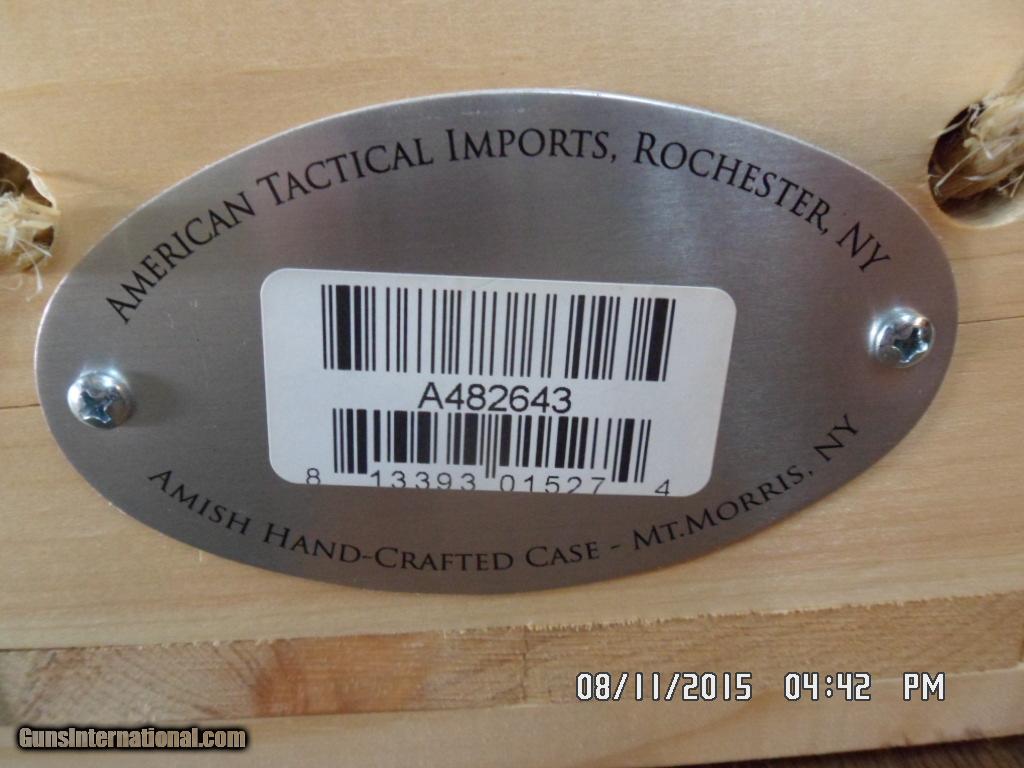 American Tactical Imports, Rochester, NY
A482643
8 13393 01527 4
Amish Hand-Crafted Case - Mt.Morris, NY
08/11/2015 04:42 PM
GunsInternational.com